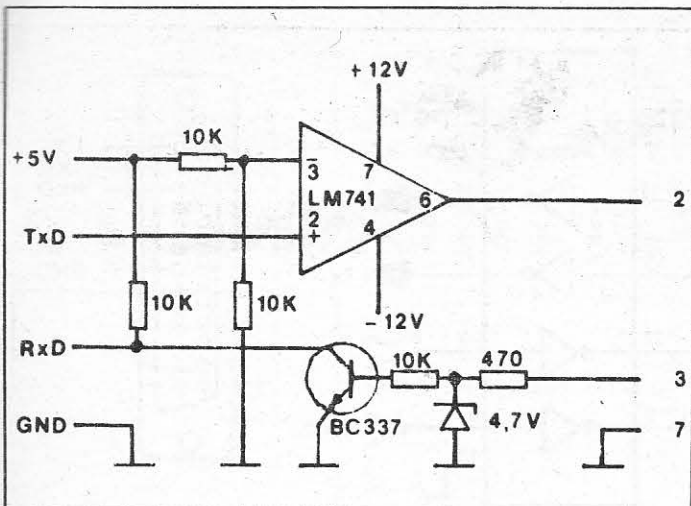 +12V
10K
+5V
–
3
7
LM741
2
6
2
TxD
+
4
10K
10K
-12V
RxD
10K
470
3
GND
BC337
4,7V
7